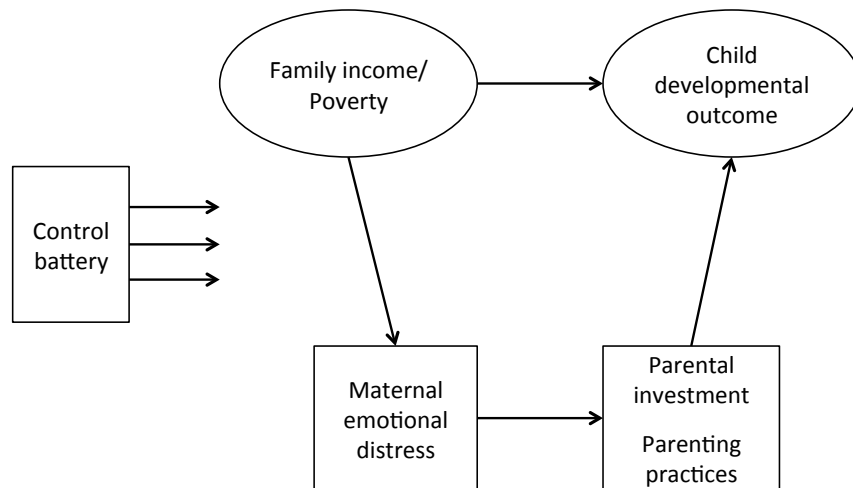 Family income/
Poverty
Child
developmental
outcome
Control
battery
Maternal
emotional
distress
Parental
investment
Parenting
practices